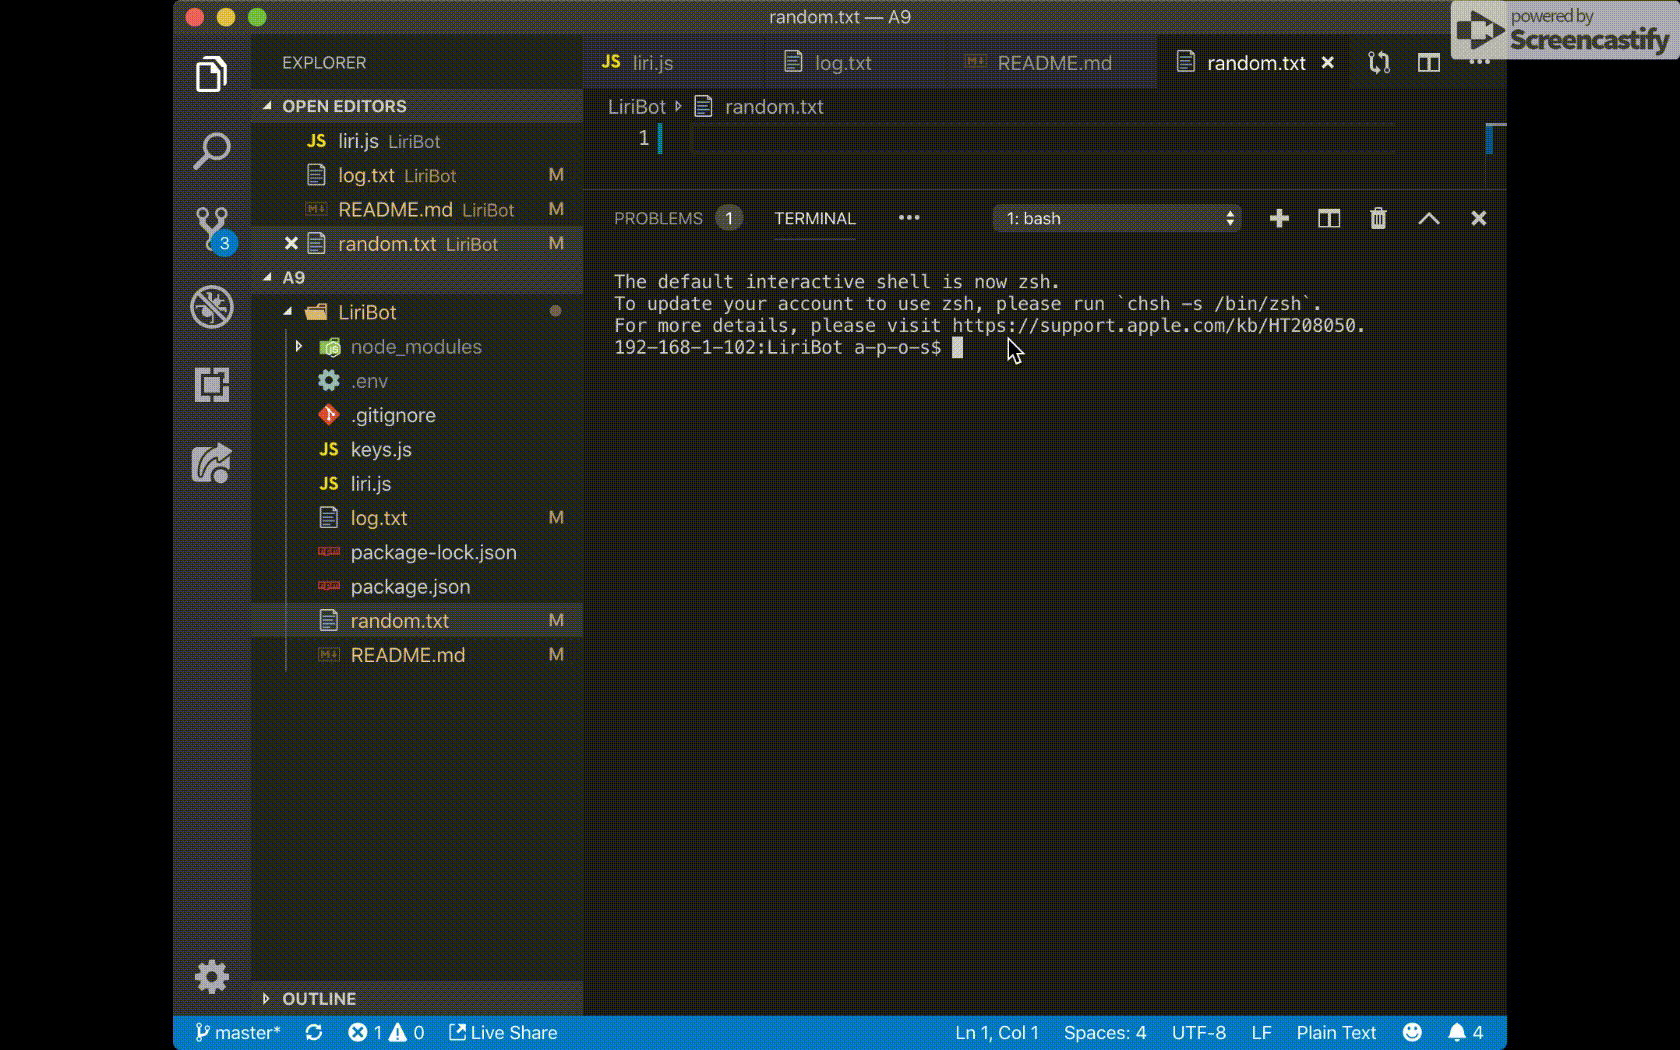 random.txt — A9
powered by
Screencastify
EXPLORER
OPEN EDITORS
JS liri.js LiriBot
log.txt LiriBot M
README.md LiriBot M
random.txt LiriBot M
3
A9
LiriBot
node_modules
.env
.gitignore
JS keys.js
JS liri.js
log.txt M
package-lock.json
package.json
random.txt M
README.md M
OUTLINE
JS liri.js log.txt README.md random.txt
LiriBot random.txt
1
PROBLEMS 1 TERMINAL ••• 1: bash
The default interactive shell is now zsh.
To update your account to use zsh, please run `chsh -s /bin/zsh`.
For more details, please visit https://support.apple.com/kb/HT208050.
192-168-1-102:LiriBot a-p-o-s$
master* 1 0 Live Share Ln 1, Col 1 Spaces: 4 UTF-8 LF Plain Text 4